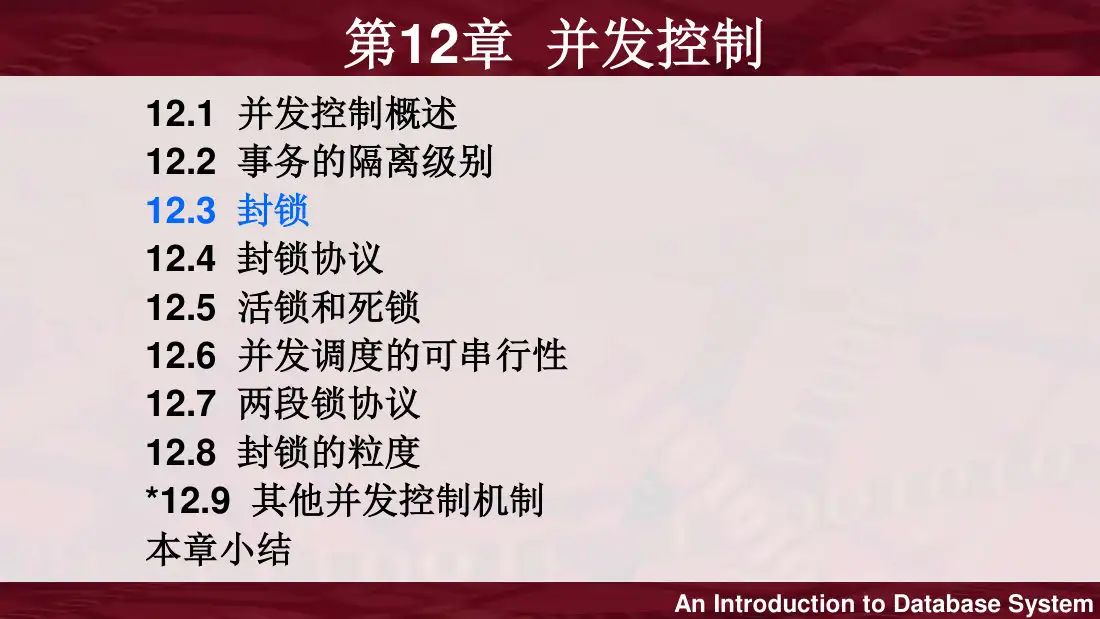 第12章 并发控制
12.1 并发控制概述
12.2 事务的隔离级别
12.3 封锁
12.4 封锁协议
12.5 活锁和死锁
12.6 并发调度的可串行性
12.7 两段锁协议
12.8 封锁的粒度
*12.9 其他并发控制机制
本章小结
An Introduction to Database System